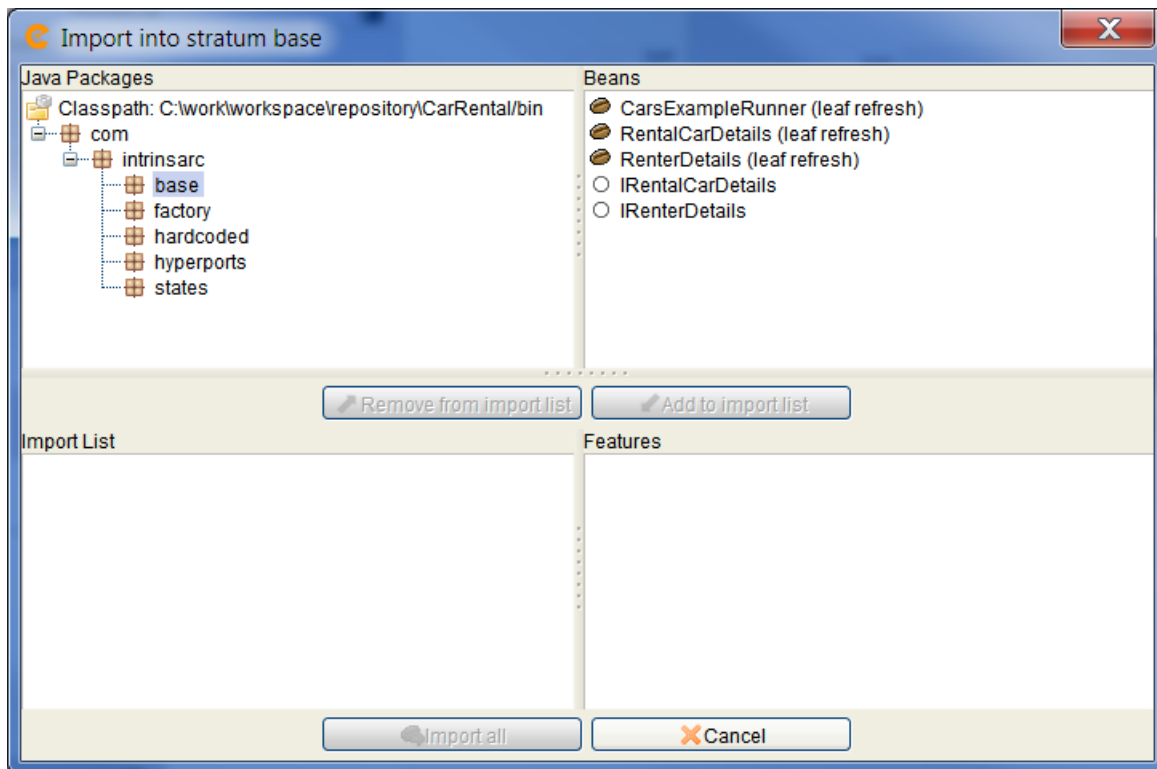 Import into stratum base
X
Java Packages
Classpath: C:\work\workspace\repository\CarRental/bin
com
intrinsarc
base
factory
hardcoded
hyperports
states
Beans
CarsExampleRunner (leaf refresh)
RentalCarDetails (leaf refresh)
RenterDetails (leaf refresh)
IRentalCarDetails
IRenterDetails
Remove from import list
Add to import list
Import List
Features
Import all
Cancel